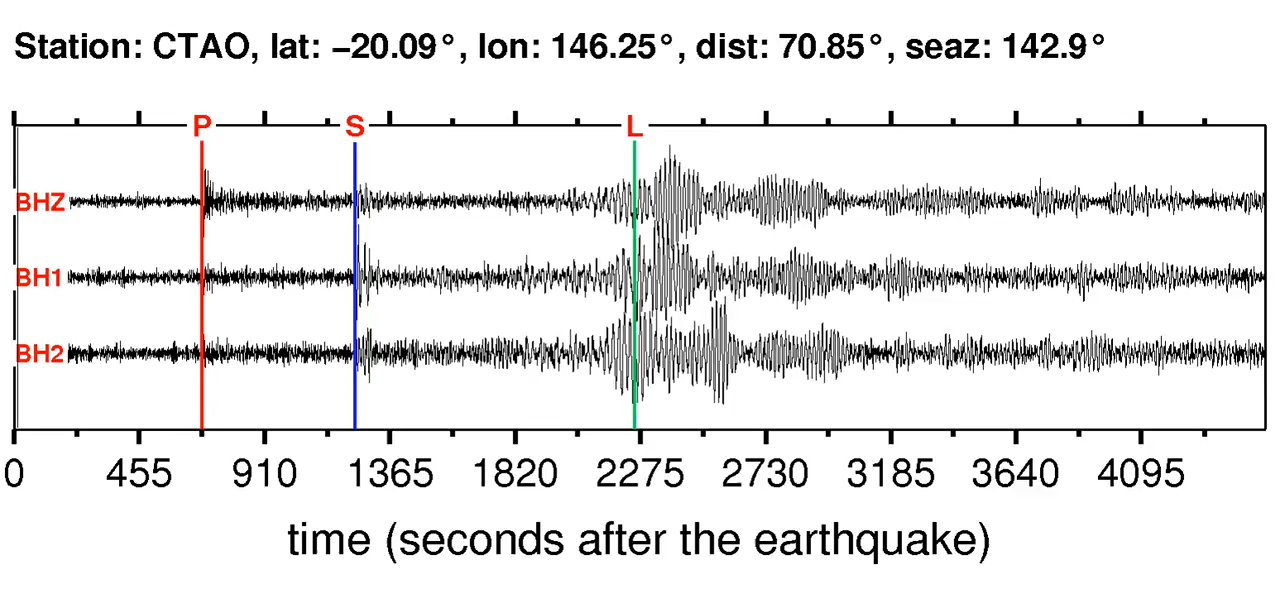 Station: CTAO, lat: −20.09°, lon: 146.25°, dist: 70.85°, seaz: 142.9°
P S L
BHZ
BH1
BH2
0 455 910 1365 1820 2275 2730 3185 3640 4095
time (seconds after the earthquake)